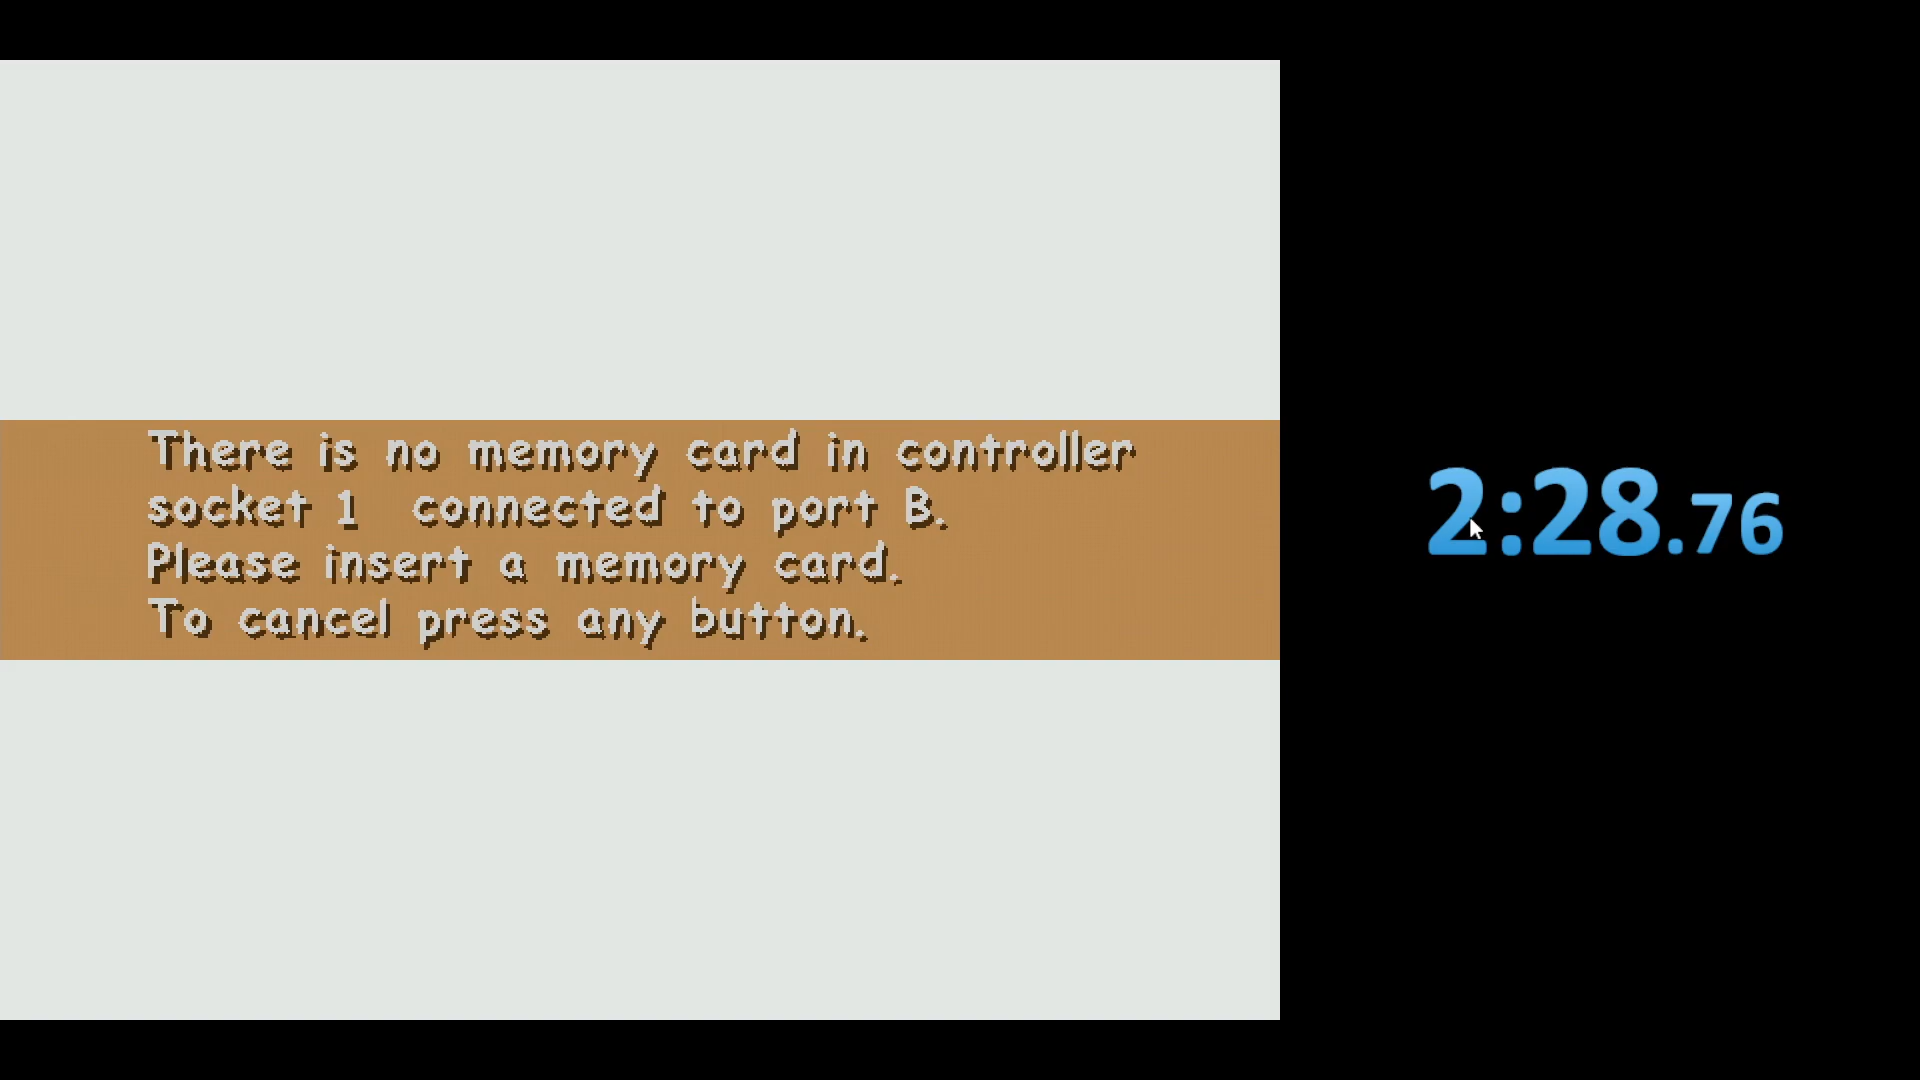 There is no memory card in controller
socket 1  connected to port B.
Please insert a memory card.
To cancel press any button.
2:28.76